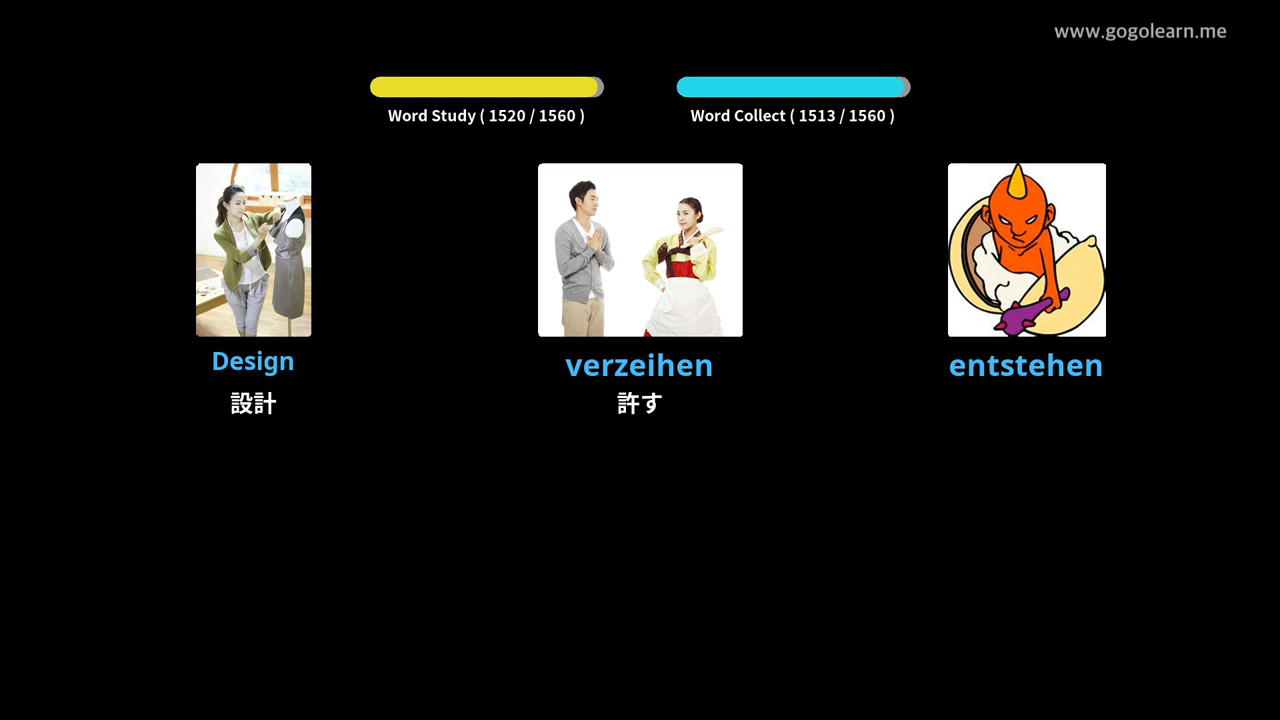 www.gogolearn.me
Word Study ( 1520 / 1560 )
Word Collect ( 1513 / 1560 )
Design
verzeihen
entstehen
設計
許す